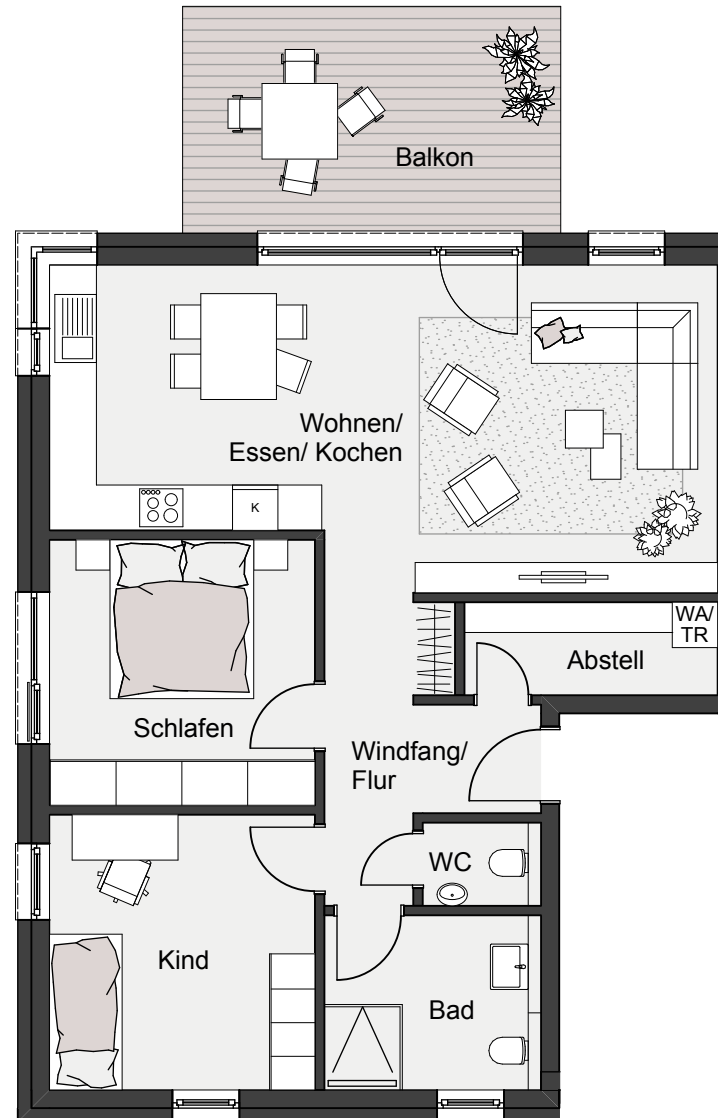 Balkon
Wohnen/
Essen/ Kochen
K
WA/
TR
Abstell
Schlafen
Windfang/
Flur
WC
Kind
Bad